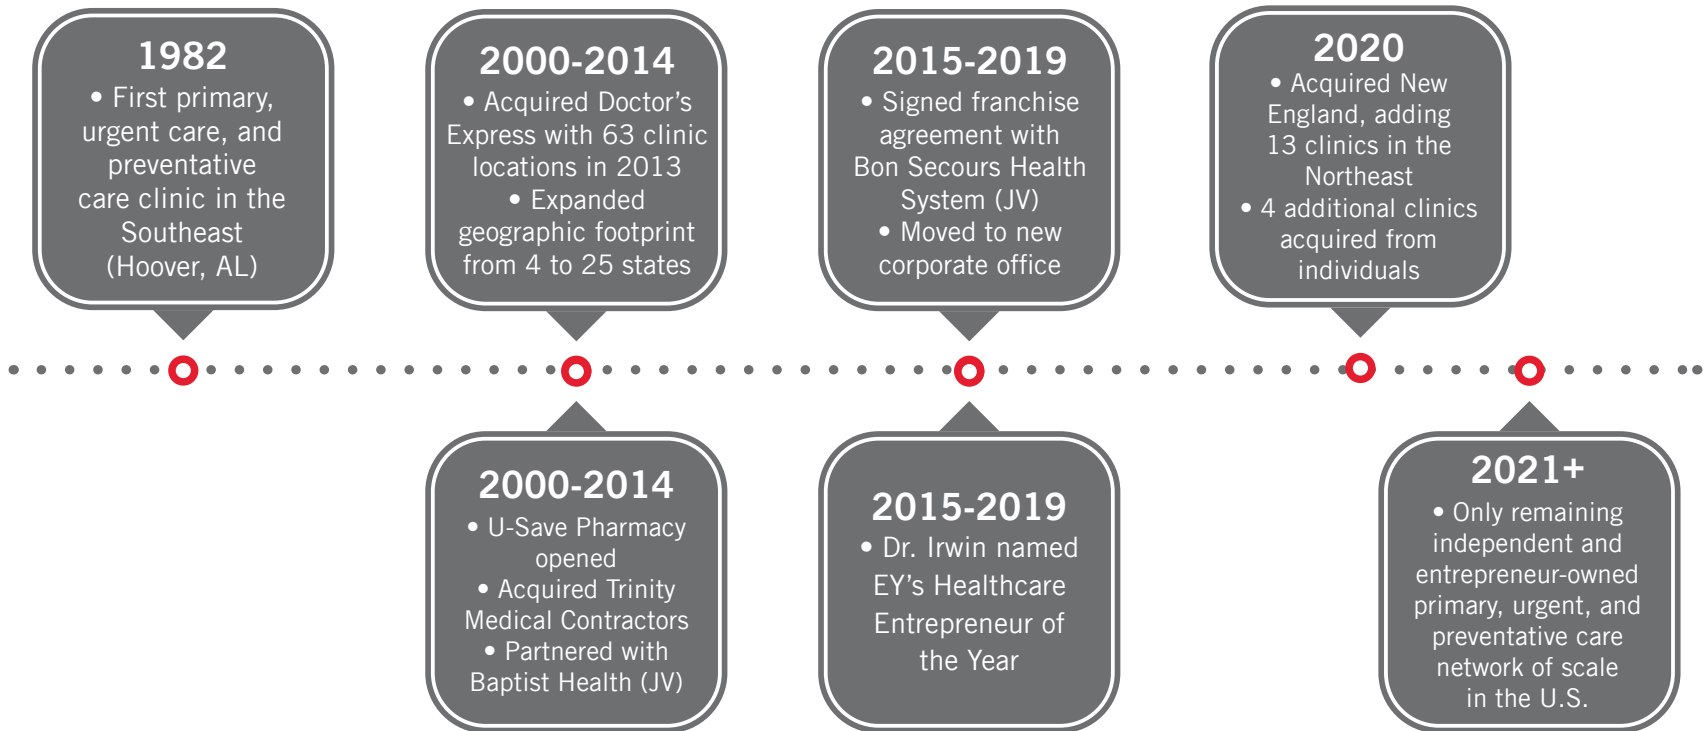 1982
• First primary,
urgent care, and
preventative
care clinic in the
Southeast
(Hoover, AL)
2000-2014
• Acquired Doctor’s
Express with 63 clinic
locations in 2013
• Expanded
geographic footprint
from 4 to 25 states
2015-2019
• Signed franchise
agreement with
Bon Secours Health
System (JV)
• Moved to new
corporate office
2020
• Acquired New
England, adding
13 clinics in the
Northeast
• 4 additional clinics
acquired from
individuals
2000-2014
• U-Save Pharmacy
opened
• Acquired Trinity
Medical Contractors
• Partnered with
Baptist Health (JV)
2015-2019
• Dr. Irwin named
EY’s Healthcare
Entrepreneur of
the Year
2021+
• Only remaining
independent and
entrepreneur-owned
primary, urgent, and
preventative care
network of scale
in the U.S.